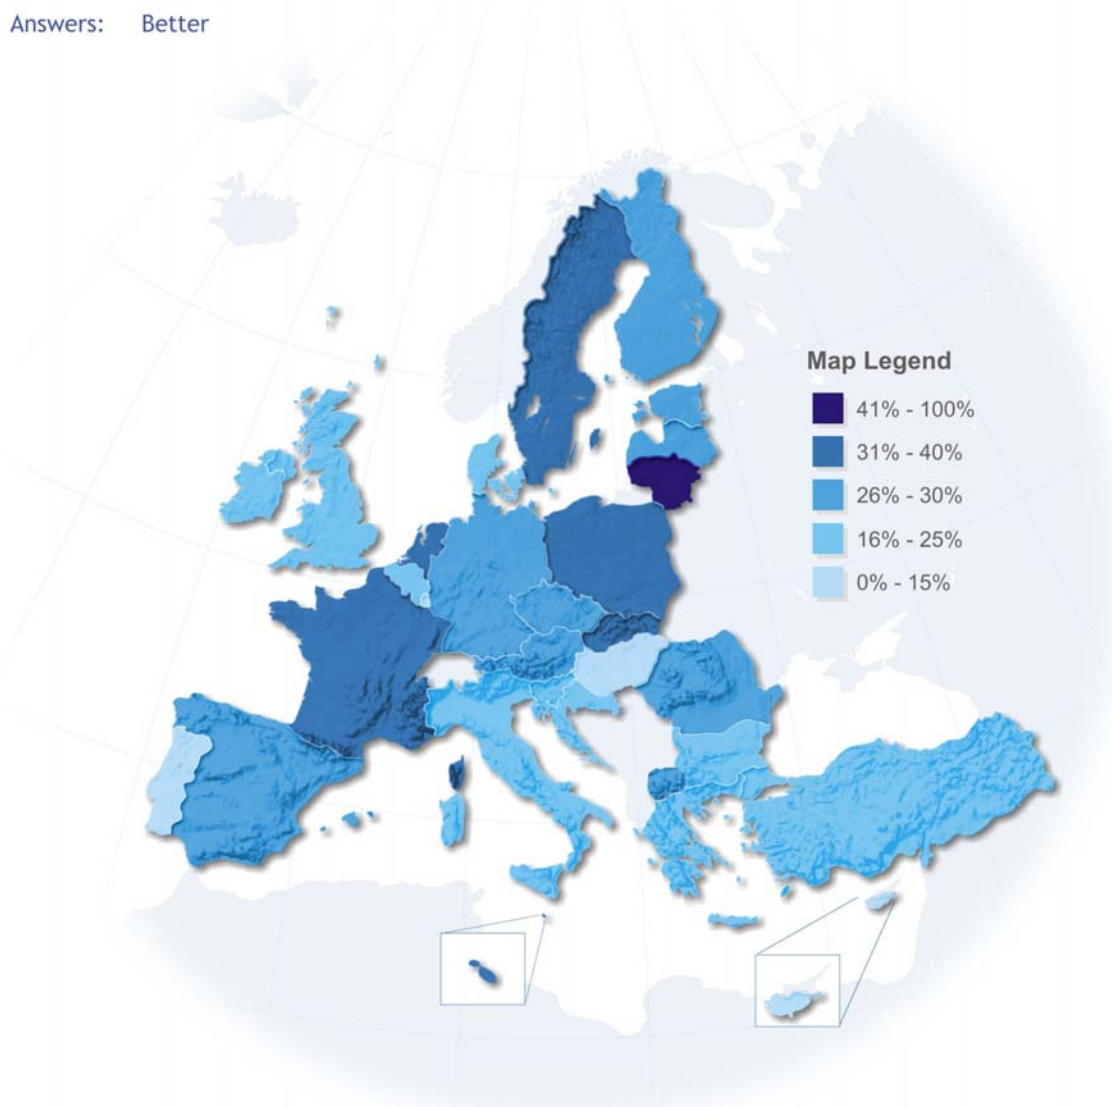 Answers: Better
Map Legend
41% - 100%
31% - 40%
26% - 30%
16% - 25%
0% - 15%